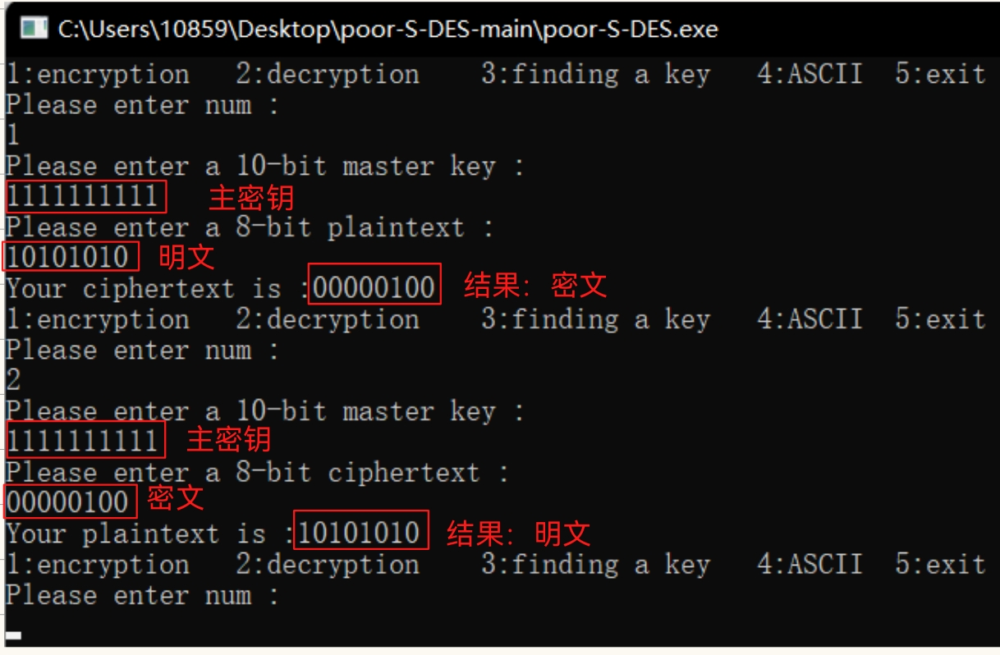 C:\Users\10859\Desktop\poor-S-DES-main\poor-S-DES.exe
1:encryption 2:decryption 3:finding a key 4:ASCII 5:exit
Please enter num :
1
Please enter a 10-bit master key :
1111111111 主密钥
Please enter a 8-bit plaintext :
10101010 明文
Your ciphertext is :00000100 结果：密文
1:encryption 2:decryption 3:finding a key 4:ASCII 5:exit
Please enter num :
2
Please enter a 10-bit master key :
1111111111 主密钥
Please enter a 8-bit ciphertext :
00000100 密文
Your plaintext is :10101010 结果：明文
1:encryption 2:decryption 3:finding a key 4:ASCII 5:exit
Please enter num :